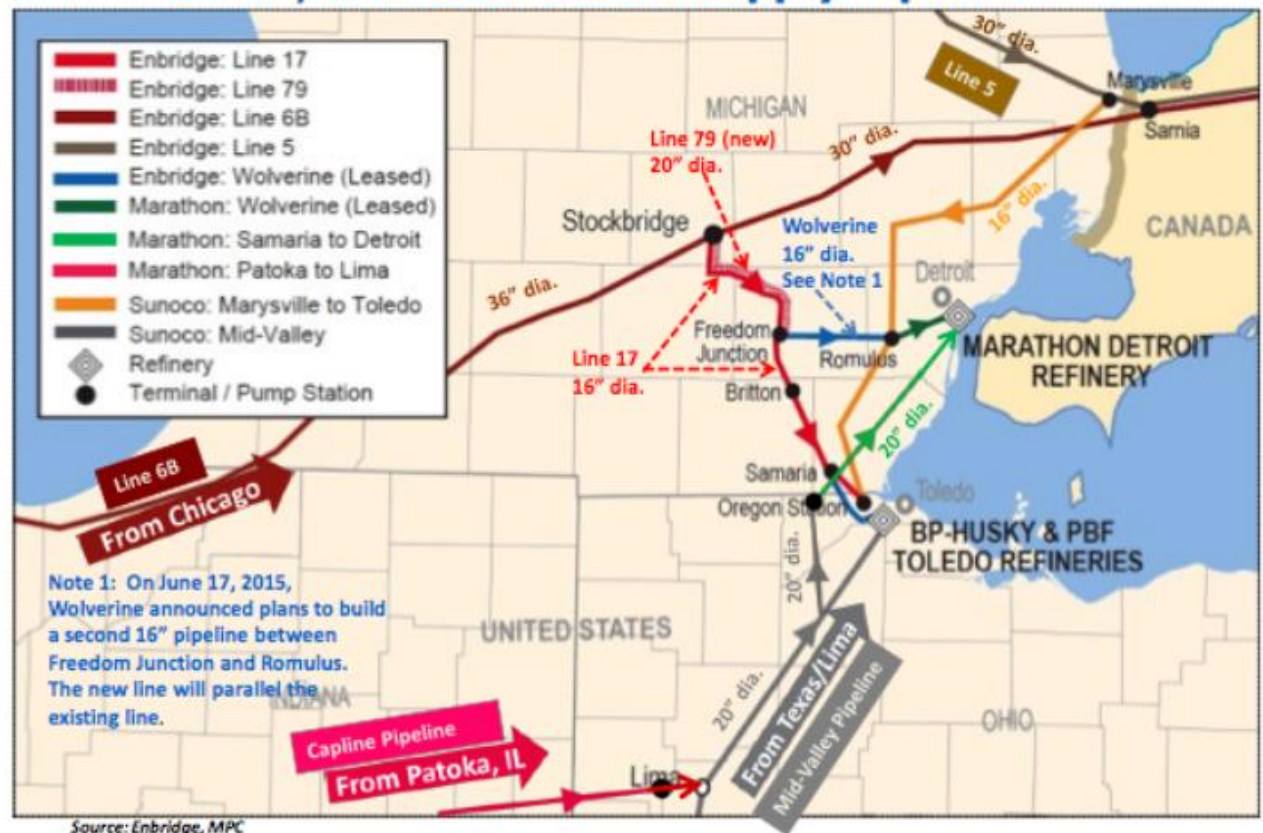 Enbridge: Line 17
Enbridge: Line 79
Enbridge: Line 6B
Enbridge: Line 5
Enbridge: Wolverine (Leased)
Marathon: Wolverine (Leased)
Marathon: Samaria to Detroit
Marathon: Patoka to Lima
Sunoco: Marysville to Toledo
Sunoco: Mid-Valley
Refinery
Terminal / Pump Station
30" dia.
Line 5
Marysville
Sarnia
MICHIGAN
Line 79 (new)
20" dia.
30" dia.
Stockbridge
16" dia.
CANADA
Wolverine
16" dia.
See Note 1
Detroit
36" dia.
Freedom
Junction
Romulus
MARATHON DETROIT
REFINERY
Line 17
16" dia.
Britton
20" dia.
Line 6B
From Chicago
Samaria
Oregon Station
Toledo
BP-HUSKY & PBF
TOLEDO REFINERIES
20" dia.
Note 1: On June 17, 2015,
Wolverine announced plans to build
a second 16" pipeline between
Freedom Junction and Romulus.
The new line will parallel the
existing line.
UNITED STATES
INDIANA
20" dia.
From Texas/Lima
Mid-Valley Pipeline
OHIO
Capline Pipeline
From Patoka, IL
Lima
Source: Enbridge, MPC